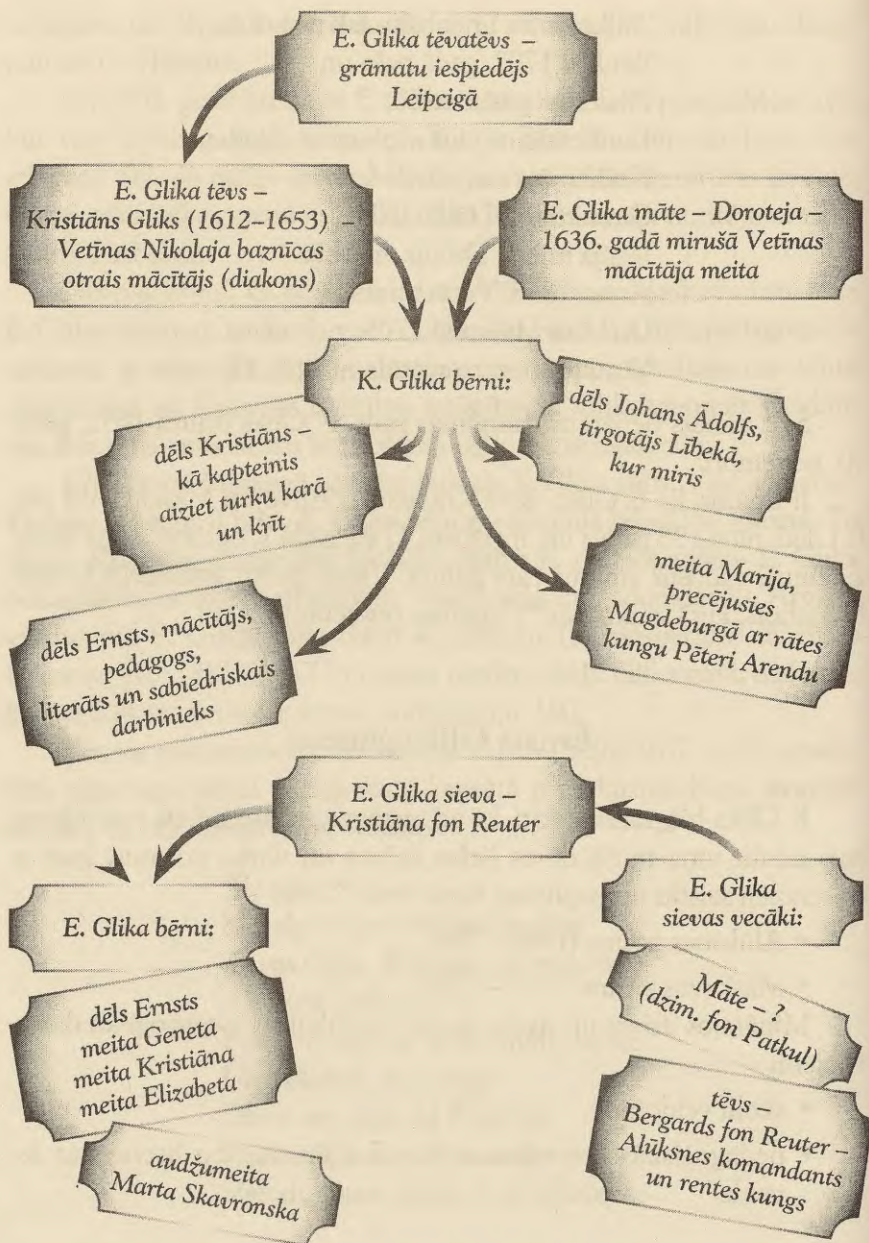 E. Glika tēvatēvs –
grāmatu iespiedējs
Leipcigā
E. Glika tēvs –
Kristiāns Gliks (1612–1653) –
Vetīnas Nikolaja baznīcas
otrais mācītājs (diakons)
E. Glika māte – Doroteja –
1636. gadā mirušā Vetīnas
mācītāja meita
K. Glika bērni:
dēls Kristiāns –
kā kapteinis
aiziet turku karā
un krīt
dēls Johans Ādolfs,
tirgotājs Lībekā,
kur miris
dēls Ernsts, mācītājs,
pedagogs,
literāts un sabiedriskais
darbinieks
meita Marija,
precējusies
Magdeburgā ar rātes
kungu Pēteri Arendu
E. Glika sieva –
Kristiāna fon Reuter
E. Glika bērni:
dēls Ernsts
meita Geneta
meita Kristiāna
meita Elizabeta
audžumeita
Marta Skavronska
E. Glika
sievas vecāki:
Māte – ?
(dzim. fon Patkul)
tēvs –
Bergards fon Reuter –
Alūksnes komandants
un rentes kungs